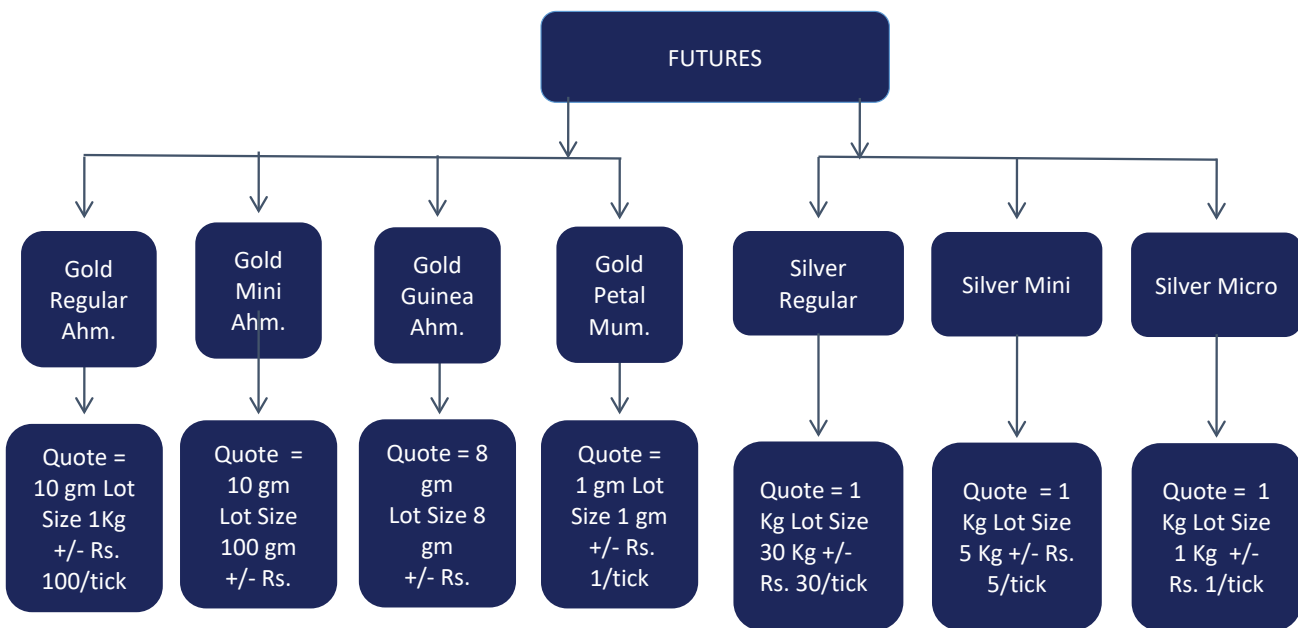 FUTURES
Gold
Regular
Ahm.
Gold
Mini
Ahm.
Gold
Guinea
Ahm.
Gold
Petal
Mum.
Silver
Regular
Silver Mini
Silver Micro
Quote =
10 gm Lot
Size 1Kg
+/- Rs.
100/tick
Quote =
10 gm
Lot Size
100 gm
+/- Rs.
Quote = 8
gm
Lot Size 8
gm
+/- Rs.
Quote =
1 gm Lot
Size 1 gm
+/- Rs.
1/tick
Quote = 1
Kg Lot Size
30 Kg +/-
Rs. 30/tick
Quote = 1
Kg Lot Size
5 Kg +/- Rs.
5/tick
Quote = 1
Kg Lot Size
1 Kg +/-
Rs. 1/tick